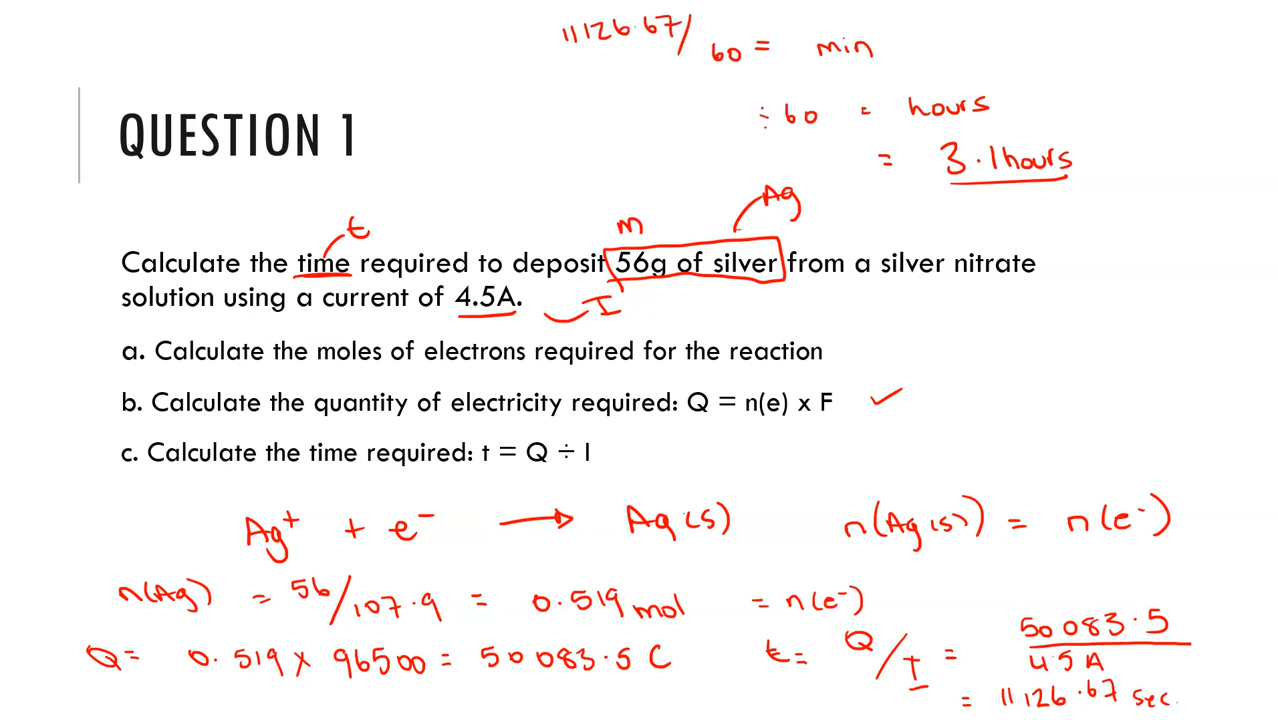 11126.67/60 = min
÷ 60 = hours
= 3.1 hours
QUESTION 1
t
m
Ag
Calculate the time required to deposit 56g of silver from a silver nitrate
solution using a current of 4.5A.
I
a. Calculate the moles of electrons required for the reaction
b. Calculate the quantity of electricity required: Q = n(e) x F ✓
c. Calculate the time required: t = Q ÷ I
Ag⁺ + e⁻ → Ag(s) n(Ag(s)) = n(e⁻)
n(Ag) = 56/107.9 = 0.519 mol = n(e⁻)
Q = 0.519 x 96500 = 50083.5 C t = Q/I = 50083.5
4.5 A
= 11126.67 sec.